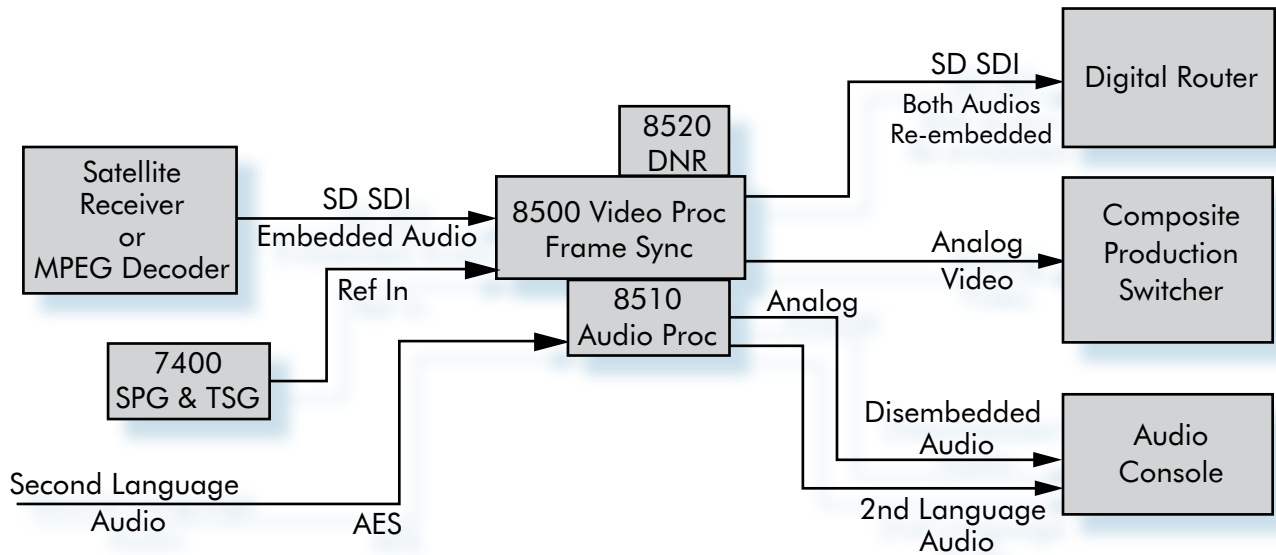 Satellite
Receiver
or
MPEG Decoder
SD SDI
Embedded Audio
Ref In
7400
SPG & TSG
Second Language
Audio
AES
8520
DNR
8500 Video Proc
Frame Sync
8510
Audio Proc
SD SDI
Both Audios
Re-embedded
Digital Router
Analog
Video
Composite
Production
Switcher
Analog
Disembedded
Audio
2nd Language
Audio
Audio
Console